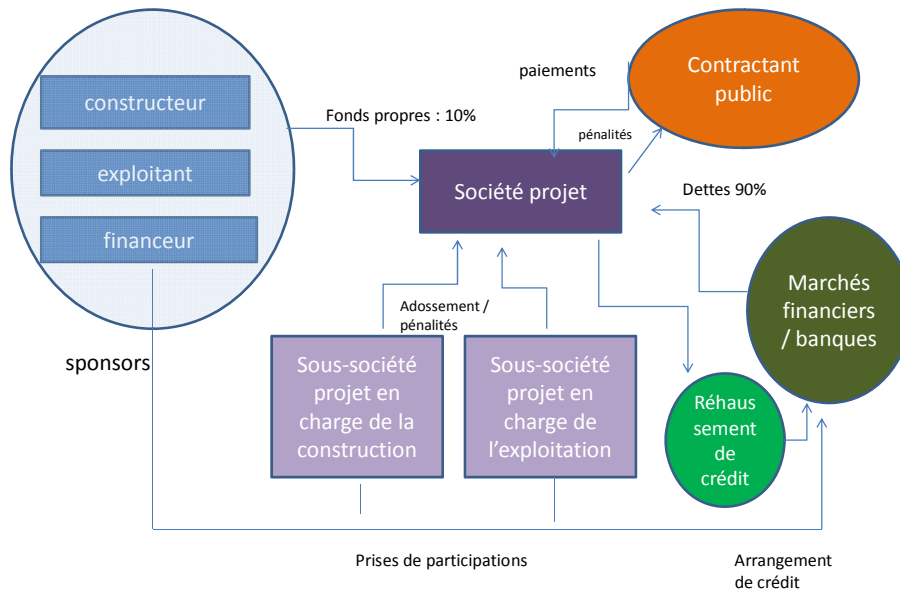 constructeur
exploitant
financeur
sponsors
Fonds propres : 10%
paiements
Contractant
public
pénalités
Société projet
Dettes 90%
Marchés
financiers
/ banques
Adossement /
pénalités
Sous-société
projet en
charge de la
construction
Sous-société
projet en
charge de
l'exploitation
Réhaus
sement de
crédit
Prises de participations
Arrangement
de crédit